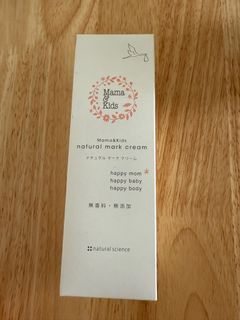 Mama
&
Kids
Mama&Kids
natural mark cream
ナチュラル マーク クリーム
happy mom
happy baby
happy body
無香料・無添加
natural science